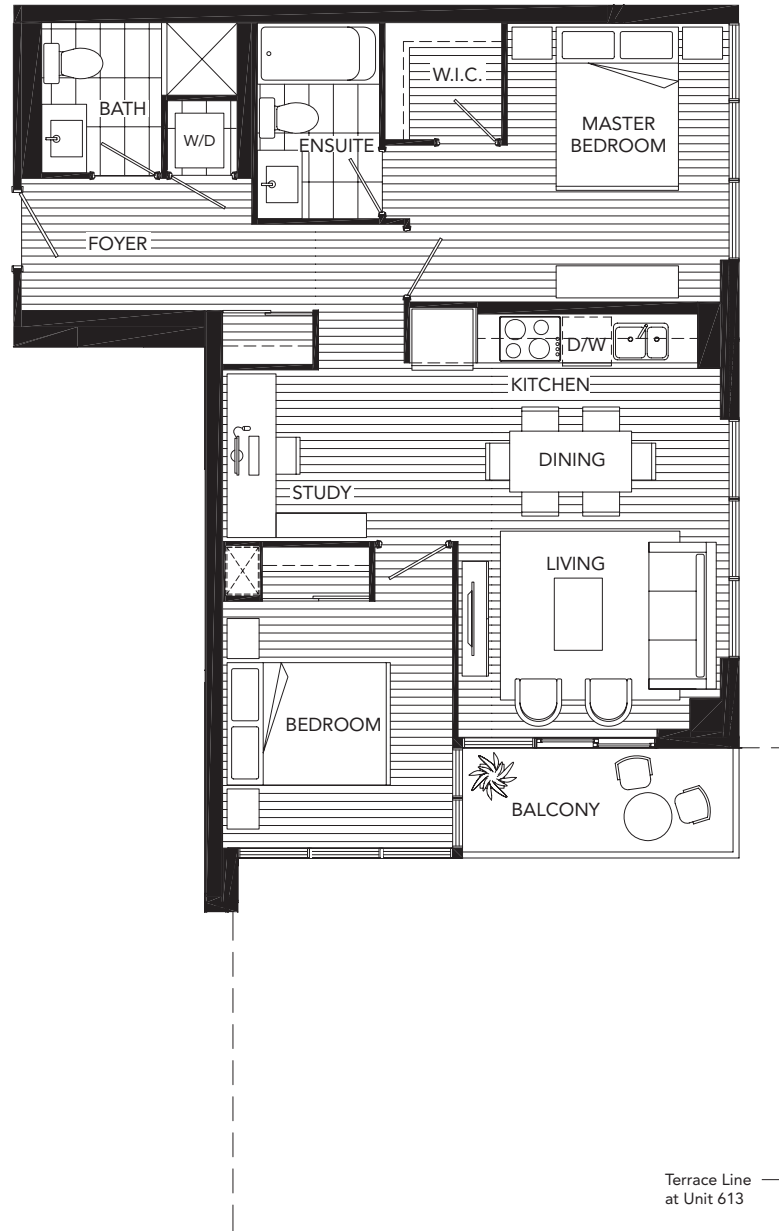 W.I.C.
BATH
W/D
ENSUITE
MASTER
BEDROOM
FOYER
D/W
KITCHEN
DINING
STUDY
LIVING
BEDROOM
BALCONY
Terrace Line
at Unit 613